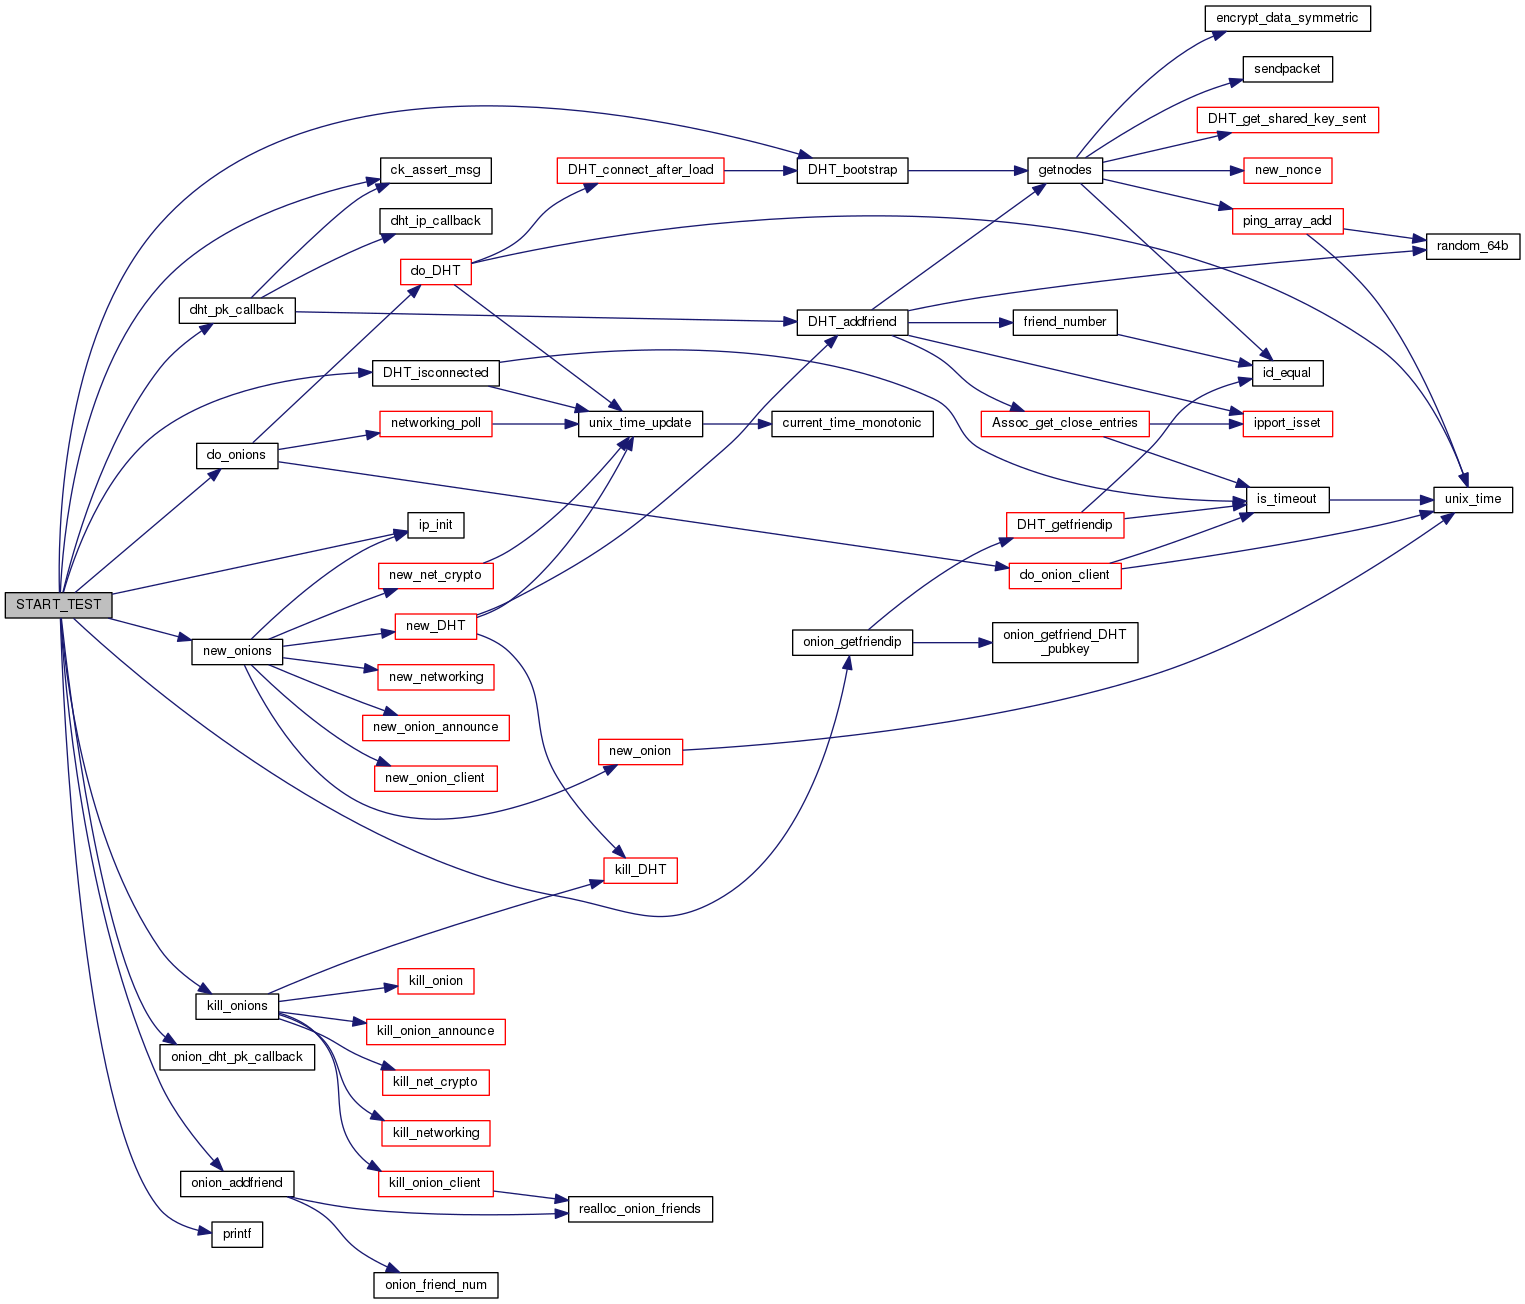 encrypt_data_symmetric
sendpacket
DHT_get_shared_key_sent
ck_assert_msg
DHT_connect_after_load
DHT_bootstrap
getnodes
new_nonce
dht_ip_callback
ping_array_add
random_64b
do_DHT
dht_pk_callback
DHT_addfriend
friend_number
DHT_isconnected
id_equal
networking_poll
unix_time_update
current_time_monotonic
Assoc_get_close_entries
ipport_isset
do_onions
is_timeout
unix_time
ip_init
DHT_getfriendip
new_net_crypto
do_onion_client
START_TEST
new_DHT
new_onions
onion_getfriendip
onion_getfriend_DHT
_pubkey
new_networking
new_onion_announce
new_onion
new_onion_client
kill_DHT
kill_onion
kill_onions
kill_onion_announce
onion_dht_pk_callback
kill_net_crypto
kill_networking
onion_addfriend
kill_onion_client
realloc_onion_friends
printf
onion_friend_num